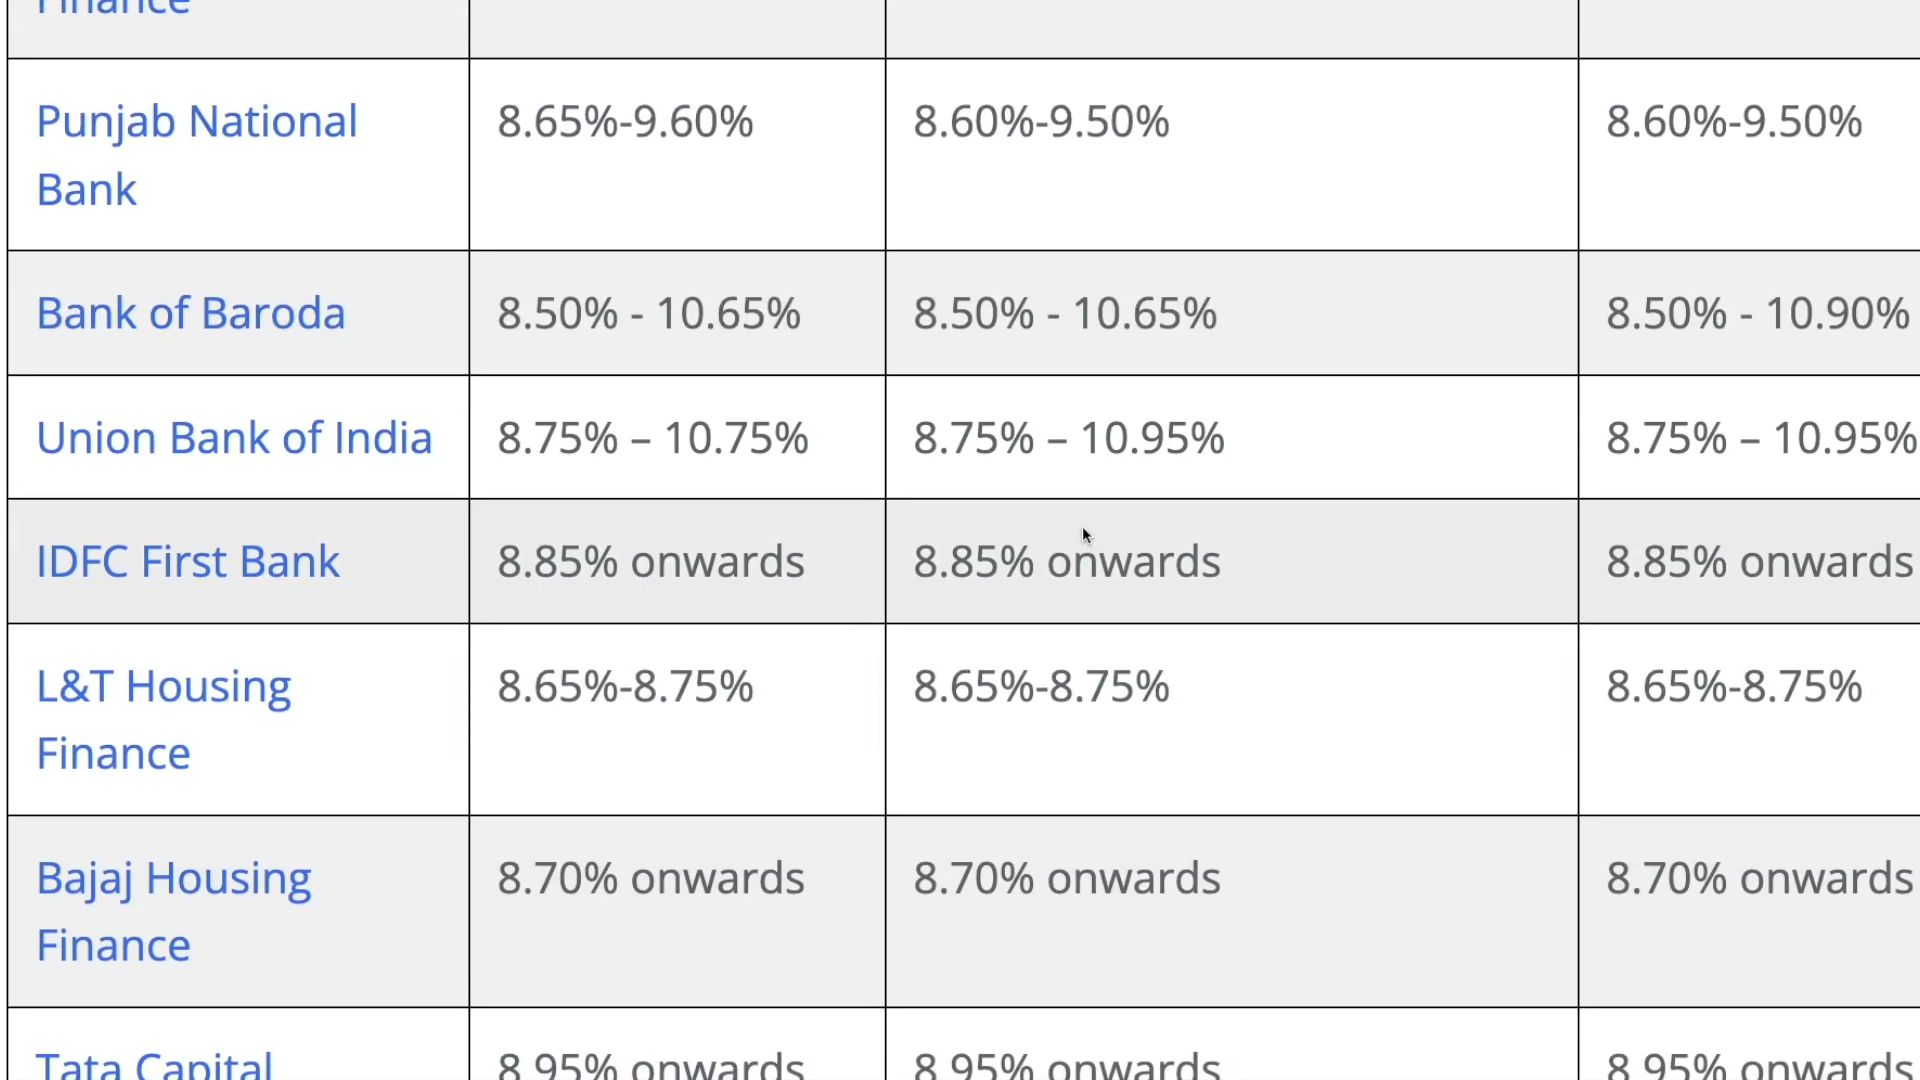 Finance
Punjab National 8.65%-9.60% 8.60%-9.50% 8.60%-9.50%
Bank
Bank of Baroda 8.50% - 10.65% 8.50% - 10.65% 8.50% - 10.90%
Union Bank of India 8.75% – 10.75% 8.75% – 10.95% 8.75% – 10.95%
IDFC First Bank 8.85% onwards 8.85% onwards 8.85% onwards
L&T Housing 8.65%-8.75% 8.65%-8.75% 8.65%-8.75%
Finance
Bajaj Housing 8.70% onwards 8.70% onwards 8.70% onwards
Finance
Tata Capital 8.95% onwards 8.95% onwards 8.95% onwards